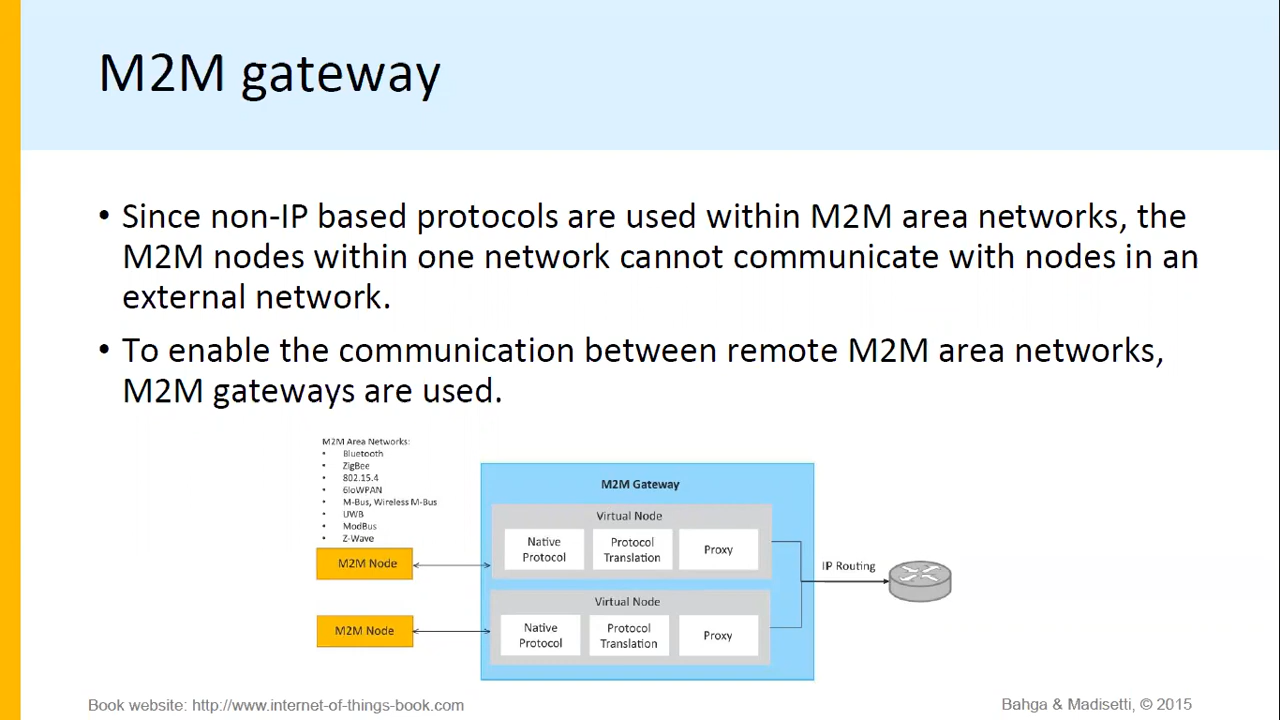 M2M gateway
• Since non-IP based protocols are used within M2M area networks, the
M2M nodes within one network cannot communicate with nodes in an
external network.
• To enable the communication between remote M2M area networks,
M2M gateways are used.
M2M Area Networks:
• Bluetooth
• ZigBee
• 802.15.4
• 6loWPAN
• M-Bus, Wireless M-Bus
• UWB
• ModBus
• Z-Wave
M2M Node
M2M Node
M2M Gateway
Virtual Node
Native
Protocol
Protocol
Translation
Proxy
Virtual Node
Native
Protocol
Protocol
Translation
Proxy
IP Routing
Book website: http://www.internet-of-things-book.com
Bahga & Madisetti, © 2015